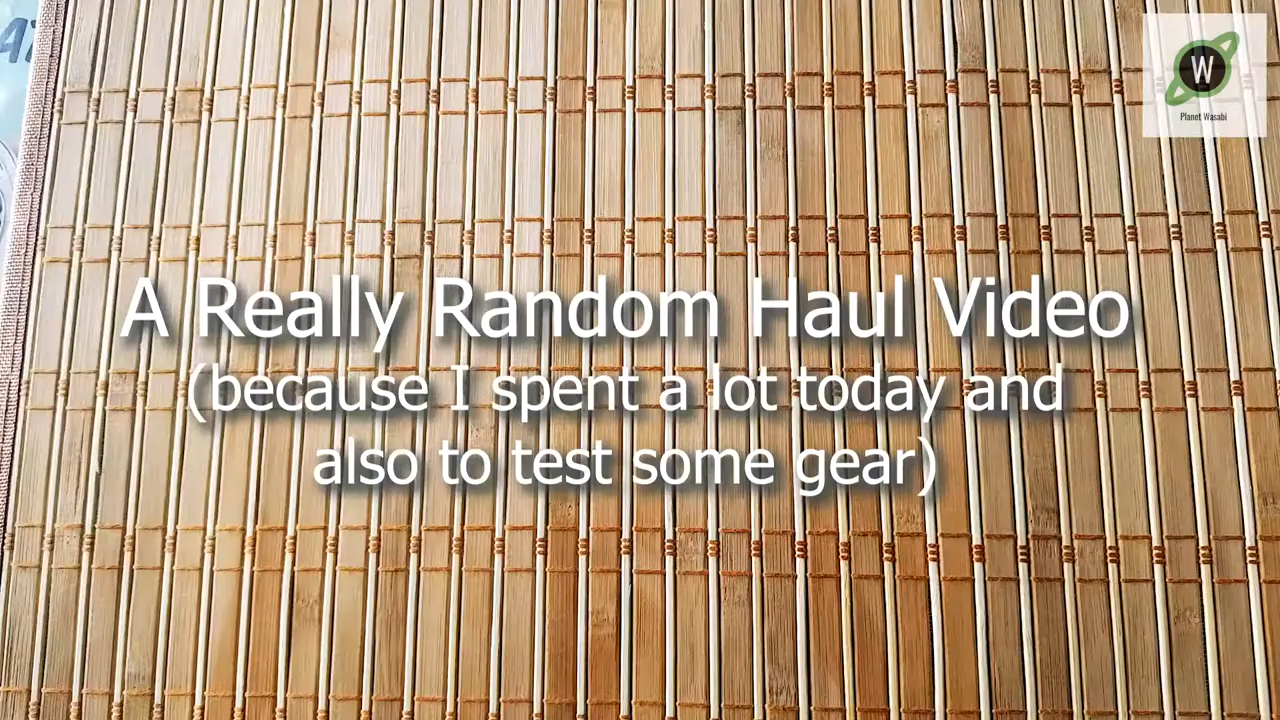 W
Planet Wasabi
A Really Random Haul Video
(because I spent a lot today and
also to test some gear)